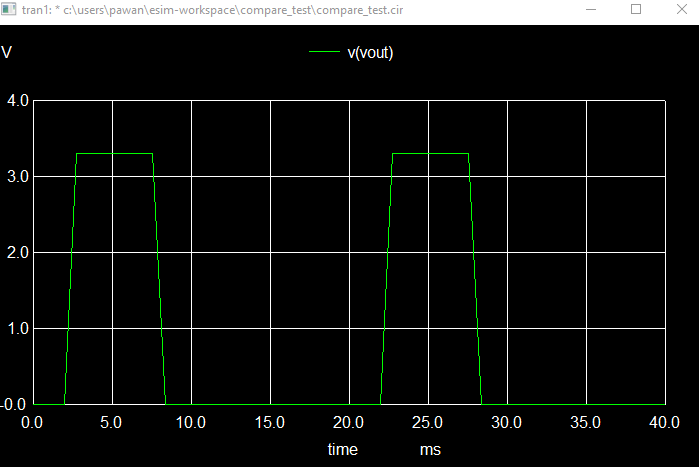 tran1: * c:\users\pawan\esim-workspace\compare_test\compare_test.cir
V
v(vout)
4.0
3.0
2.0
1.0
-0.0
0.0 5.0 10.0 15.0 20.0 25.0 30.0 35.0 40.0
time ms